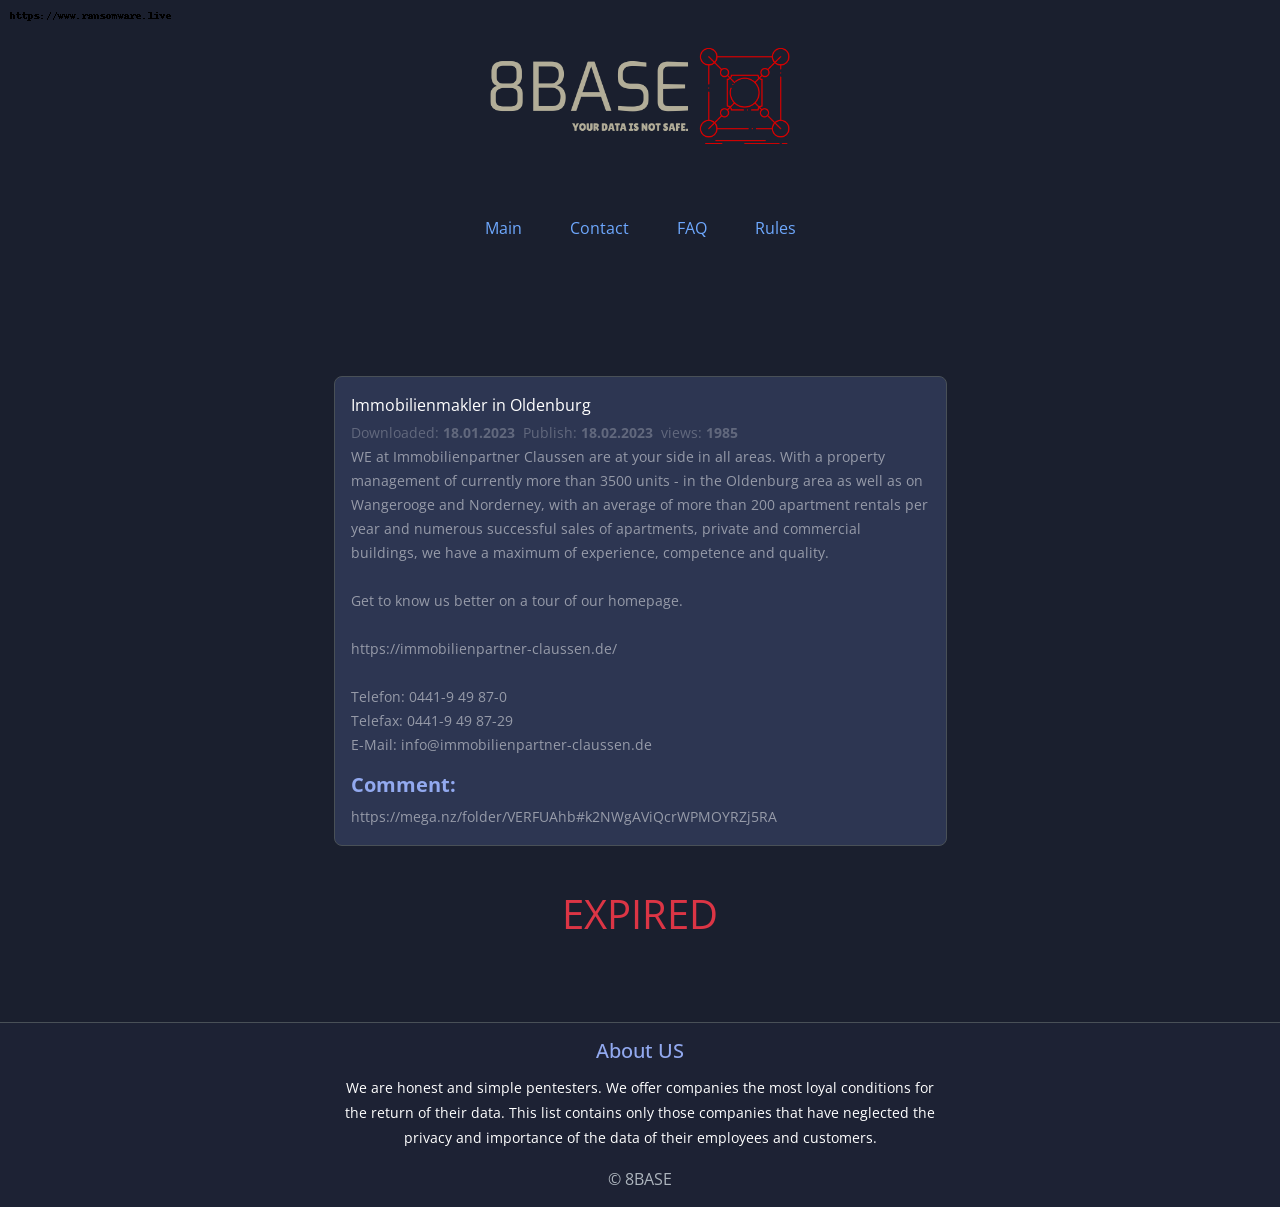 https://www.ransomware.live
8BASE
YOUR DATA IS NOT SAFE.
Main Contact FAQ Rules
Immobilienmakler in Oldenburg
Downloaded: 18.01.2023 Publish: 18.02.2023 views: 1985
WE at Immobilienpartner Claussen are at your side in all areas. With a property
management of currently more than 3500 units - in the Oldenburg area as well as on
Wangerooge and Norderney, with an average of more than 200 apartment rentals per
year and numerous successful sales of apartments, private and commercial
buildings, we have a maximum of experience, competence and quality.
Get to know us better on a tour of our homepage.
https://immobilienpartner-claussen.de/
Telefon: 0441-9 49 87-0
Telefax: 0441-9 49 87-29
E-Mail: info@immobilienpartner-claussen.de
Comment:
https://mega.nz/folder/VERFUAhb#k2NWgAViQcrWPMOYRZj5RA
EXPIRED
About US
We are honest and simple pentesters. We offer companies the most loyal conditions for
the return of their data. This list contains only those companies that have neglected the
privacy and importance of the data of their employees and customers.
© 8BASE